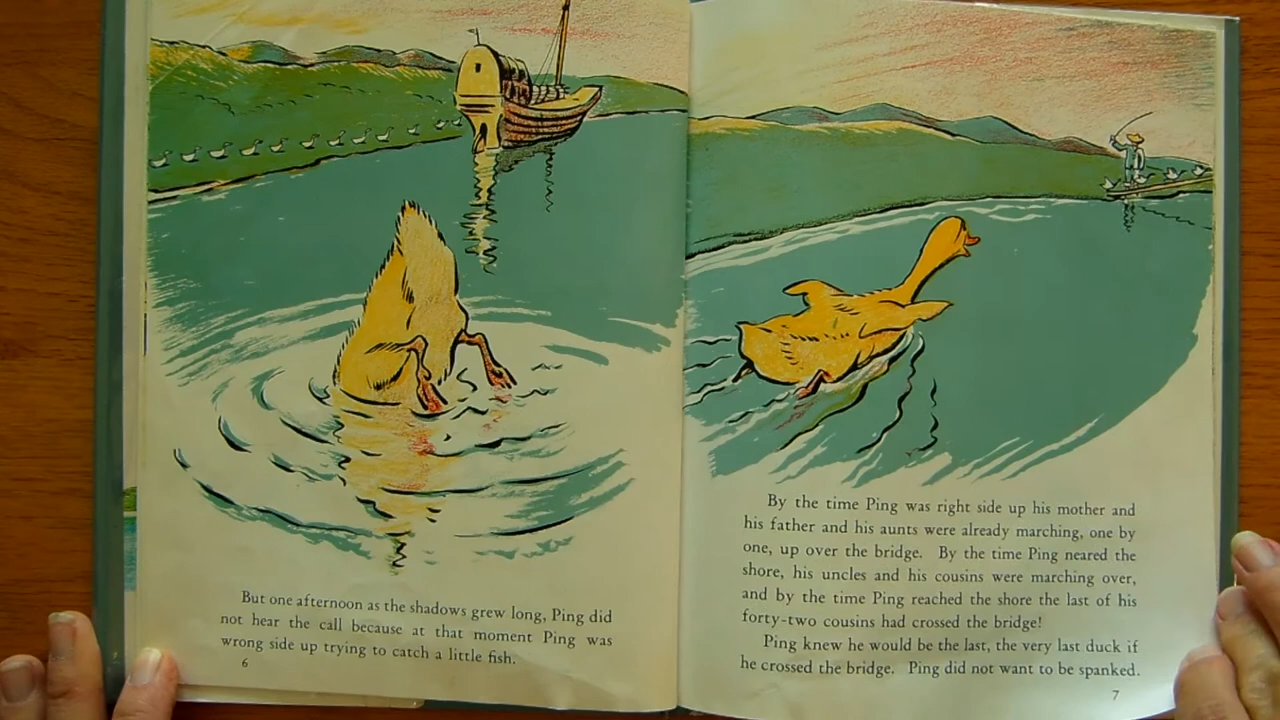 But one afternoon as the shadows grew long, Ping did
not hear the call because at that moment Ping was
wrong side up trying to catch a little fish.
6
By the time Ping was right side up his mother and
his father and his aunts were already marching, one by
one, up over the bridge. By the time Ping neared the
shore, his uncles and his cousins were marching over,
and by the time Ping reached the shore the last of his
forty-two cousins had crossed the bridge!
Ping knew he would be the last, the very last duck if
he crossed the bridge. Ping did not want to be spanked.
7